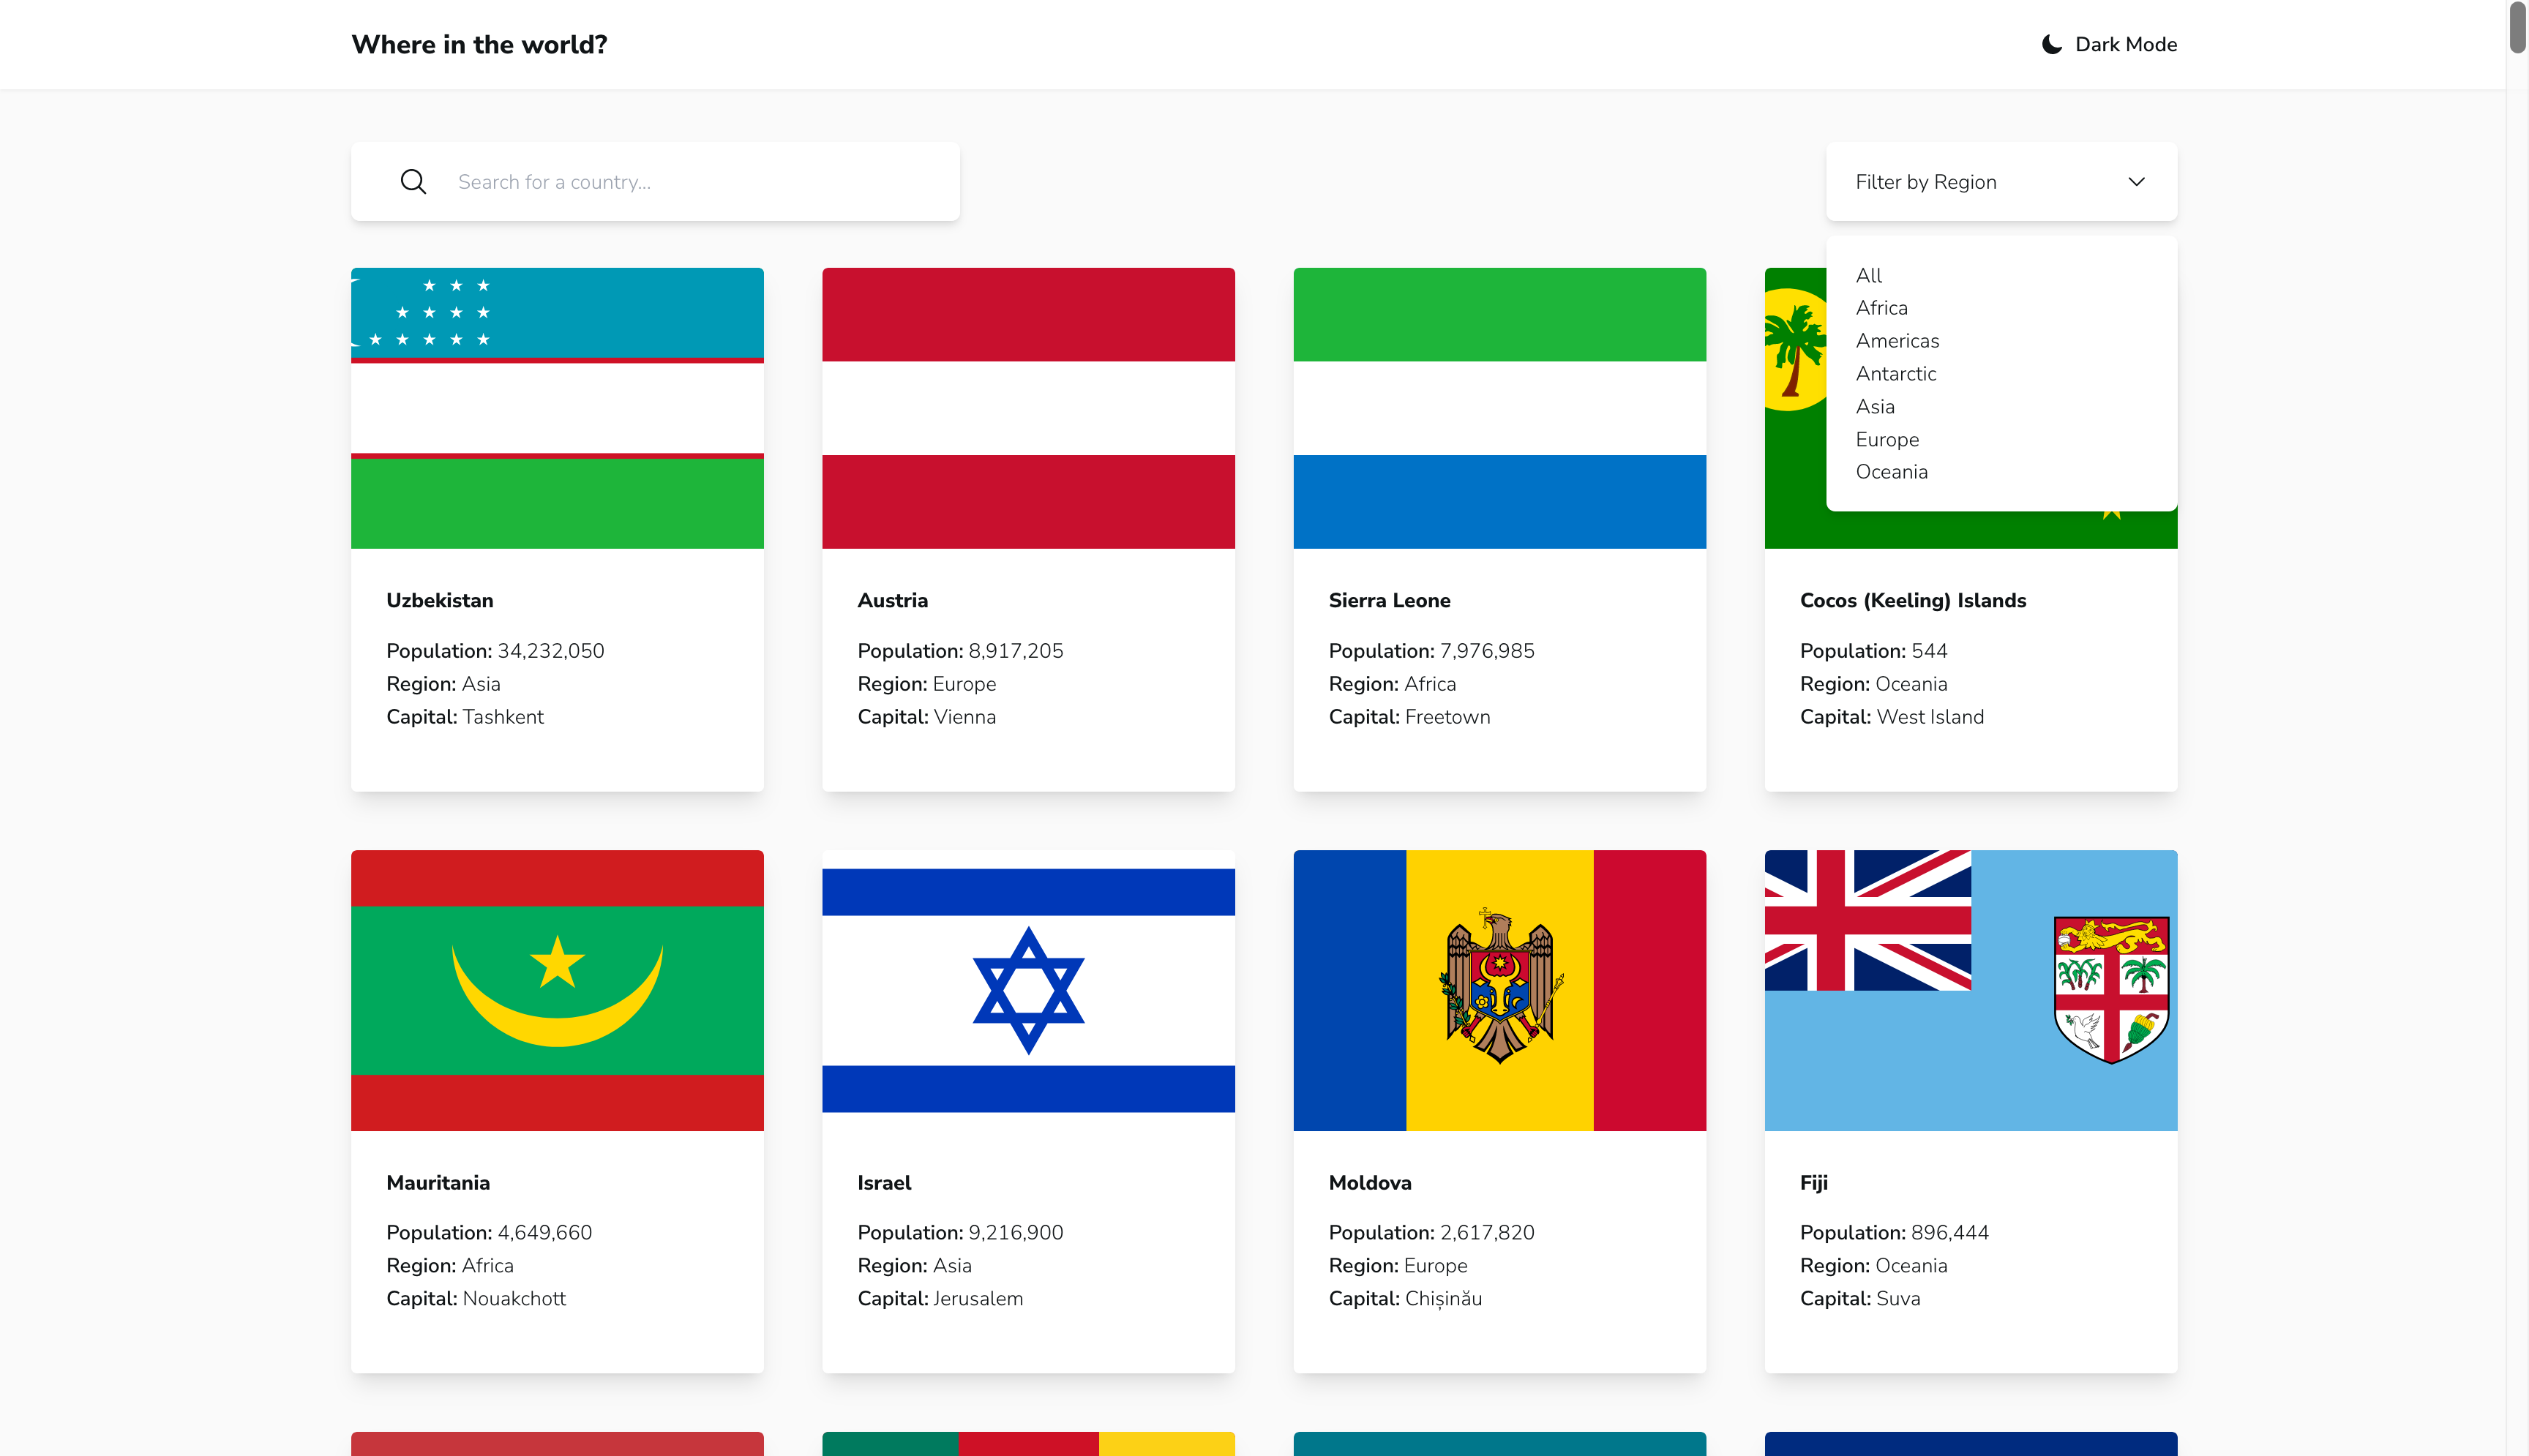 Where in the world?
Dark Mode
Search for a country...
Filter by Region
All
Africa
Americas
Antarctic
Asia
Europe
Oceania
Uzbekistan
Population: 34,232,050
Region: Asia
Capital: Tashkent
Austria
Population: 8,917,205
Region: Europe
Capital: Vienna
Sierra Leone
Population: 7,976,985
Region: Africa
Capital: Freetown
Cocos (Keeling) Islands
Population: 544
Region: Oceania
Capital: West Island
Mauritania
Population: 4,649,660
Region: Africa
Capital: Nouakchott
Israel
Population: 9,216,900
Region: Asia
Capital: Jerusalem
Moldova
Population: 2,617,820
Region: Europe
Capital: Chișinău
Fiji
Population: 896,444
Region: Oceania
Capital: Suva